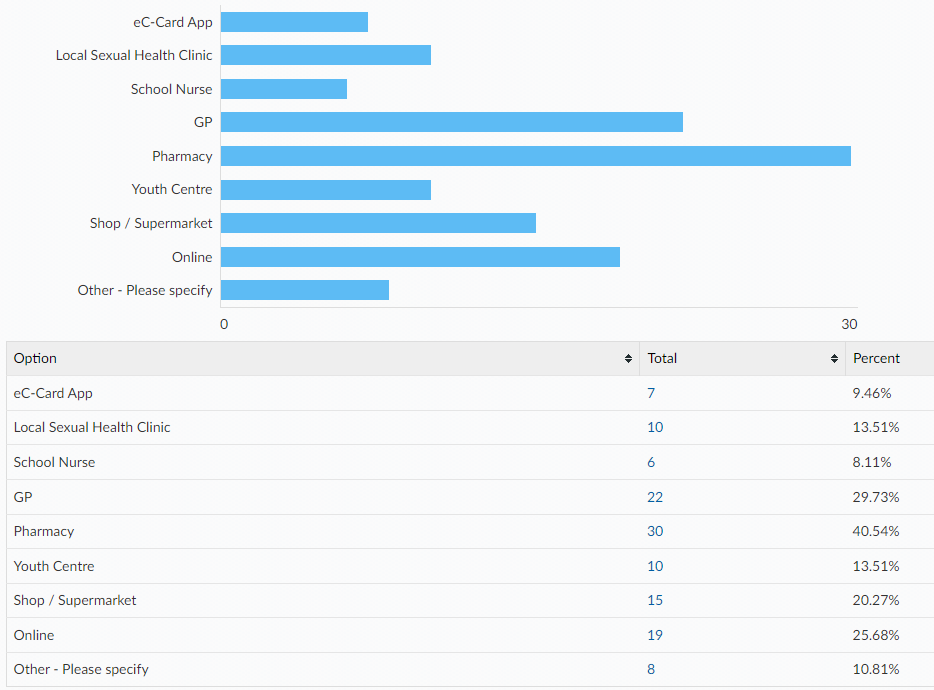 eC-Card App
Local Sexual Health Clinic
School Nurse
GP
Pharmacy
Youth Centre
Shop / Supermarket
Online
Other - Please specify
0 30
Option Total Percent
eC-Card App 7 9.46%
Local Sexual Health Clinic 10 13.51%
School Nurse 6 8.11%
GP 22 29.73%
Pharmacy 30 40.54%
Youth Centre 10 13.51%
Shop / Supermarket 15 20.27%
Online 19 25.68%
Other - Please specify 8 10.81%